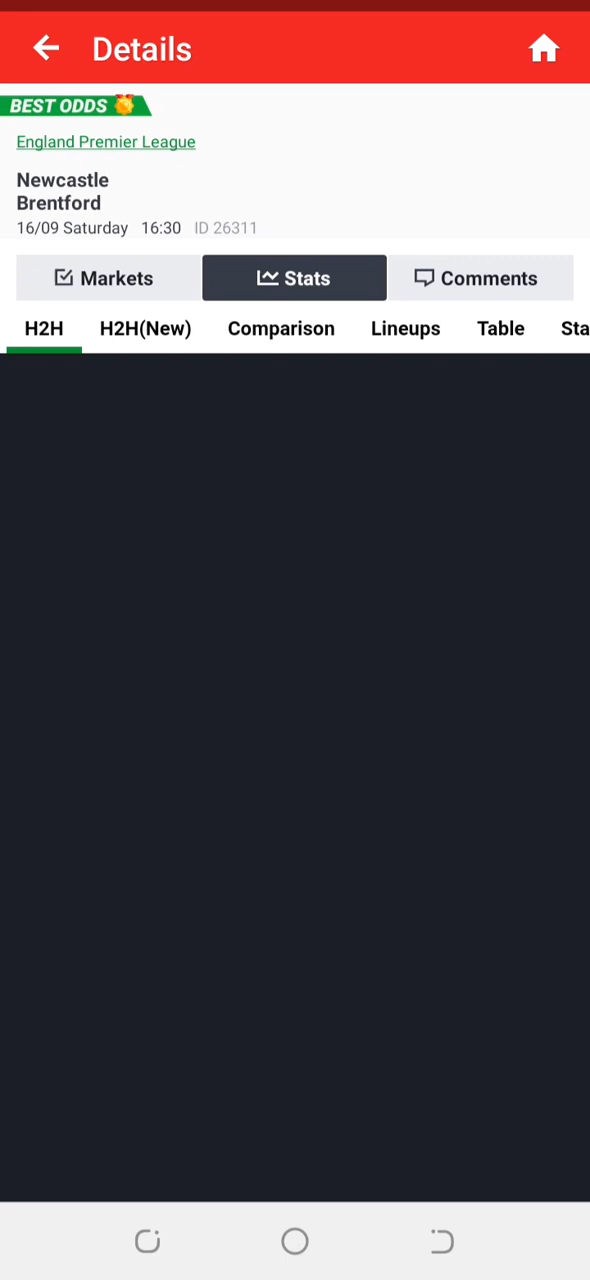 Details
BEST ODDS
England Premier League
Newcastle
Brentford
16/09 Saturday 16:30 ID 26311
Markets Stats Comments
H2H H2H(New) Comparison Lineups Table Sta